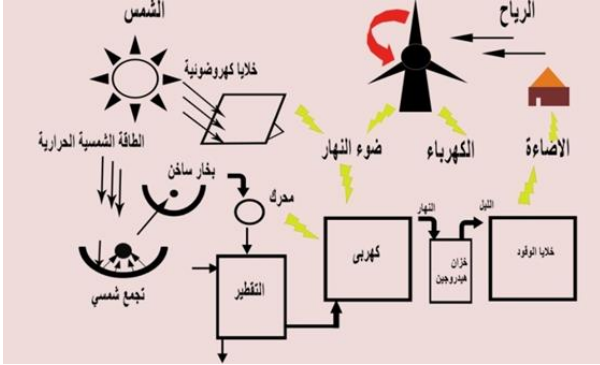 الرياح
الشمس
خلايا كهروضوئية
الطاقة الشمسية الحرارية
ضوء النهار
الكهرباء
الاضاءة
بخار ساخن
محرك
النهار
الليل
كهربى
خزان
هيدروجين
خلايا الوقود
التقطير
تجمع شمسي